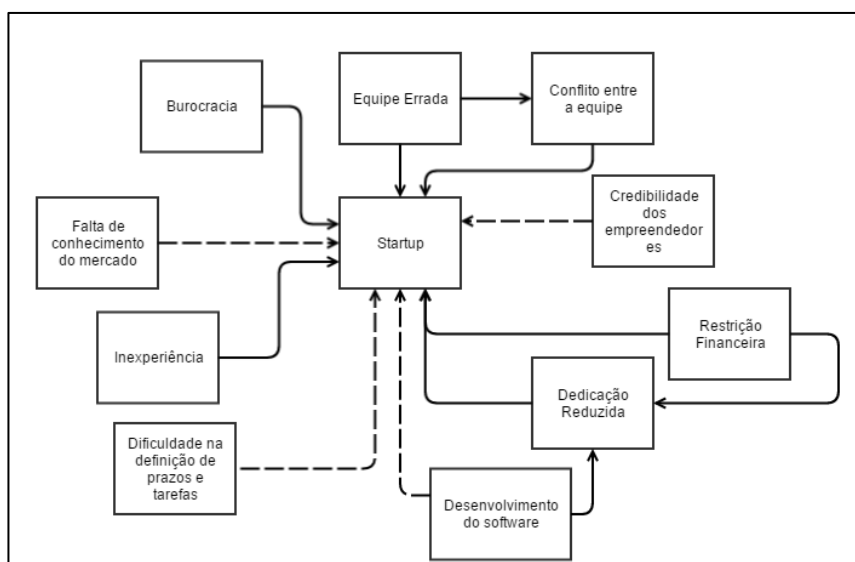 Burocracia
Equipe Errada
Conflito entre
a equipe
Falta de
conhecimento
do mercado
Startup
Credibilidade
dos
empreendedor
es
Inexperiência
Restrição
Financeira
Dedicação
Reduzida
Dificuldade na
definição de
prazos e
tarefas
Desenvolvimento
do software